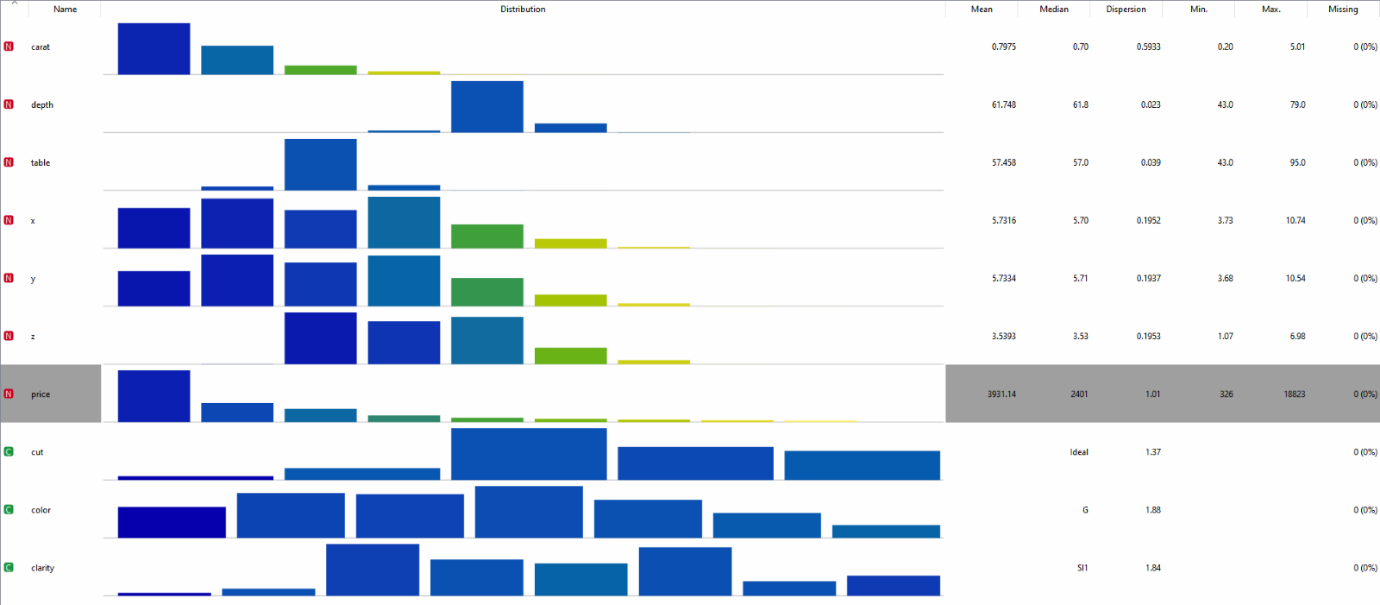 Name Distribution Mean Median Dispersion Min. Max. Missing
N carat 0.7975 0.70 0.5933 0.20 5.01 0 (0%)
N depth 61.748 61.8 0.023 43.0 79.0 0 (0%)
N table 57.458 57.0 0.039 43.0 95.0 0 (0%)
N x 5.7316 5.70 0.1952 3.73 10.74 0 (0%)
N y 5.7334 5.71 0.1937 3.68 10.54 0 (0%)
N z 3.5393 3.53 0.1953 1.07 6.98 0 (0%)
N price 3931.14 2401 1.01 326 18823 0 (0%)
C cut Ideal 1.37 0 (0%)
C color G 1.88 0 (0%)
C clarity SI1 1.84 0 (0%)